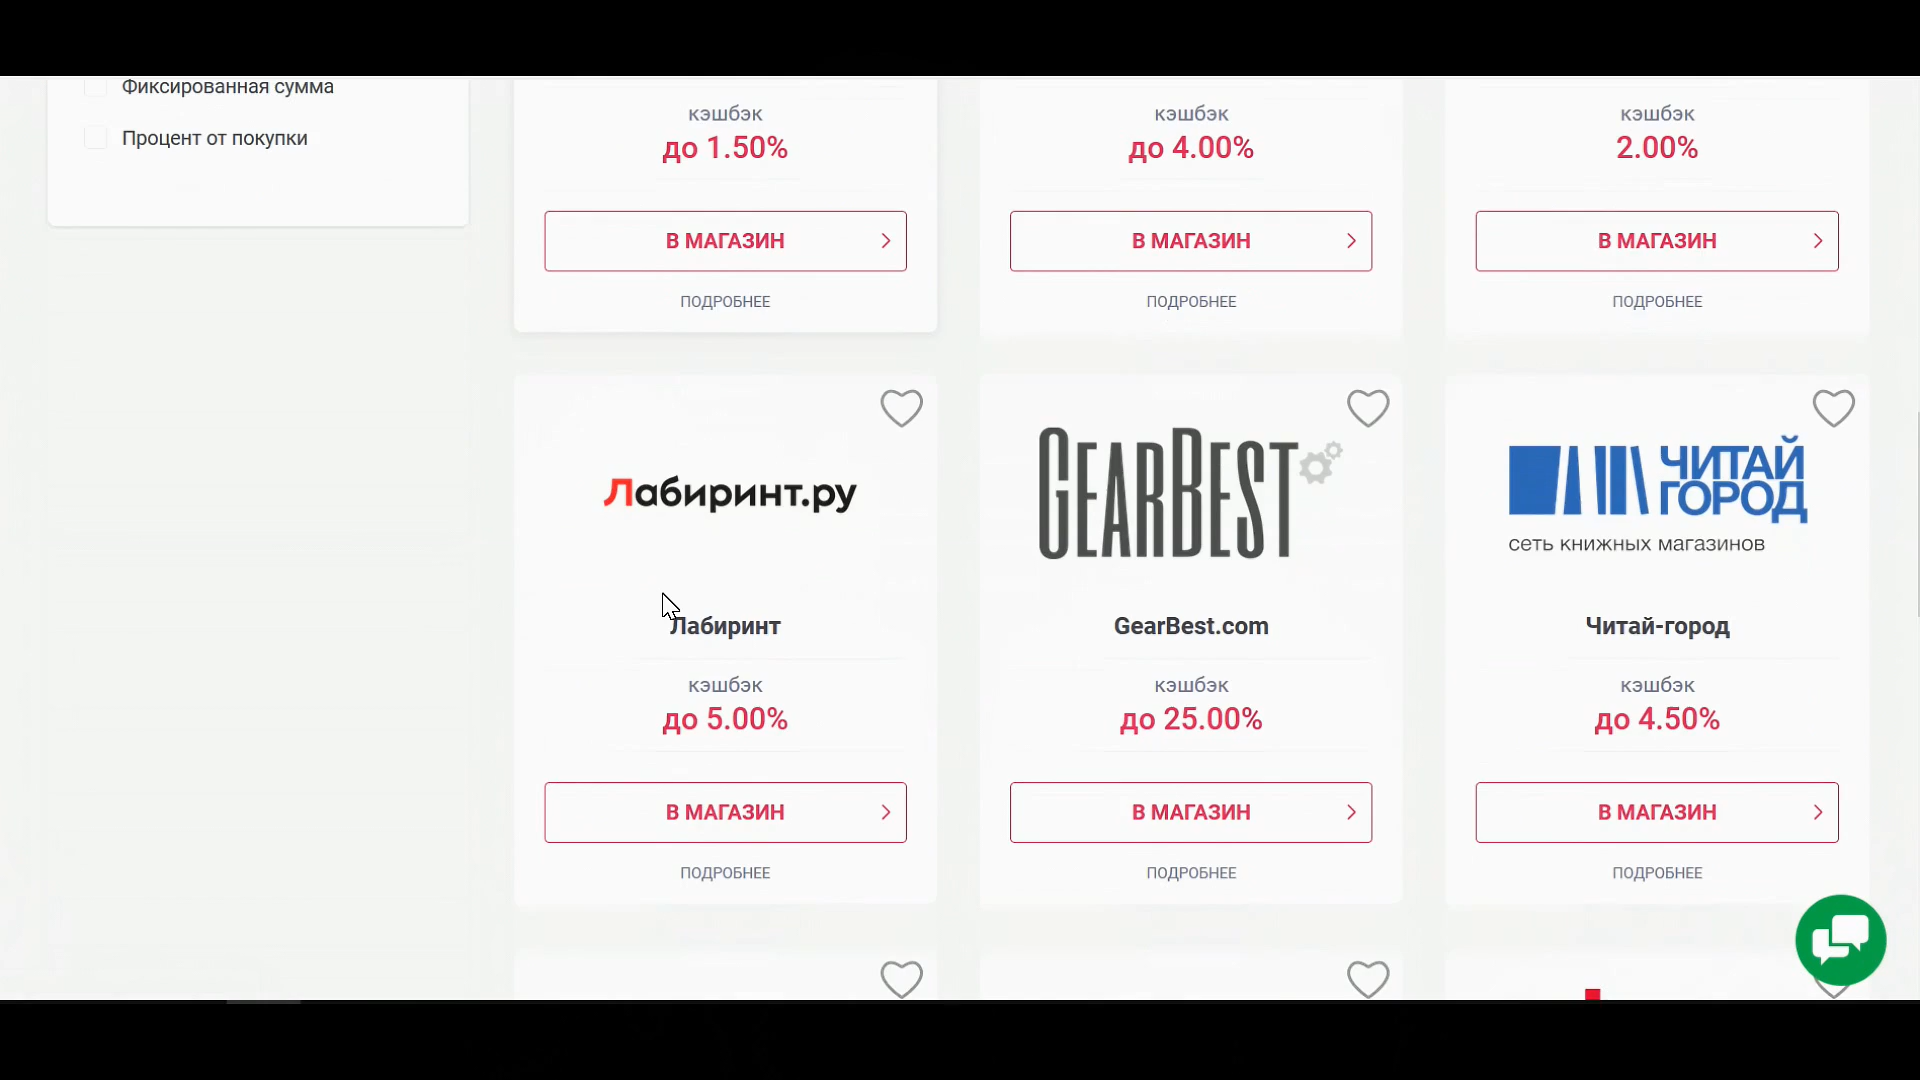 Фиксированная сумма
Процент от покупки
кэшбэк
до 1.50%
В МАГАЗИН
ПОДРОБНЕЕ
кэшбэк
до 4.00%
В МАГАЗИН
ПОДРОБНЕЕ
кэшбэк
2.00%
В МАГАЗИН
ПОДРОБНЕЕ
Лабиринт.ру
Лабиринт
кэшбэк
до 5.00%
В МАГАЗИН
ПОДРОБНЕЕ
GEARBEST
GearBest.com
кэшбэк
до 25.00%
В МАГАЗИН
ПОДРОБНЕЕ
ЧИТАЙ
ГОРОД
сеть книжных магазинов
Читай-город
кэшбэк
до 4.50%
В МАГАЗИН
ПОДРОБНЕЕ